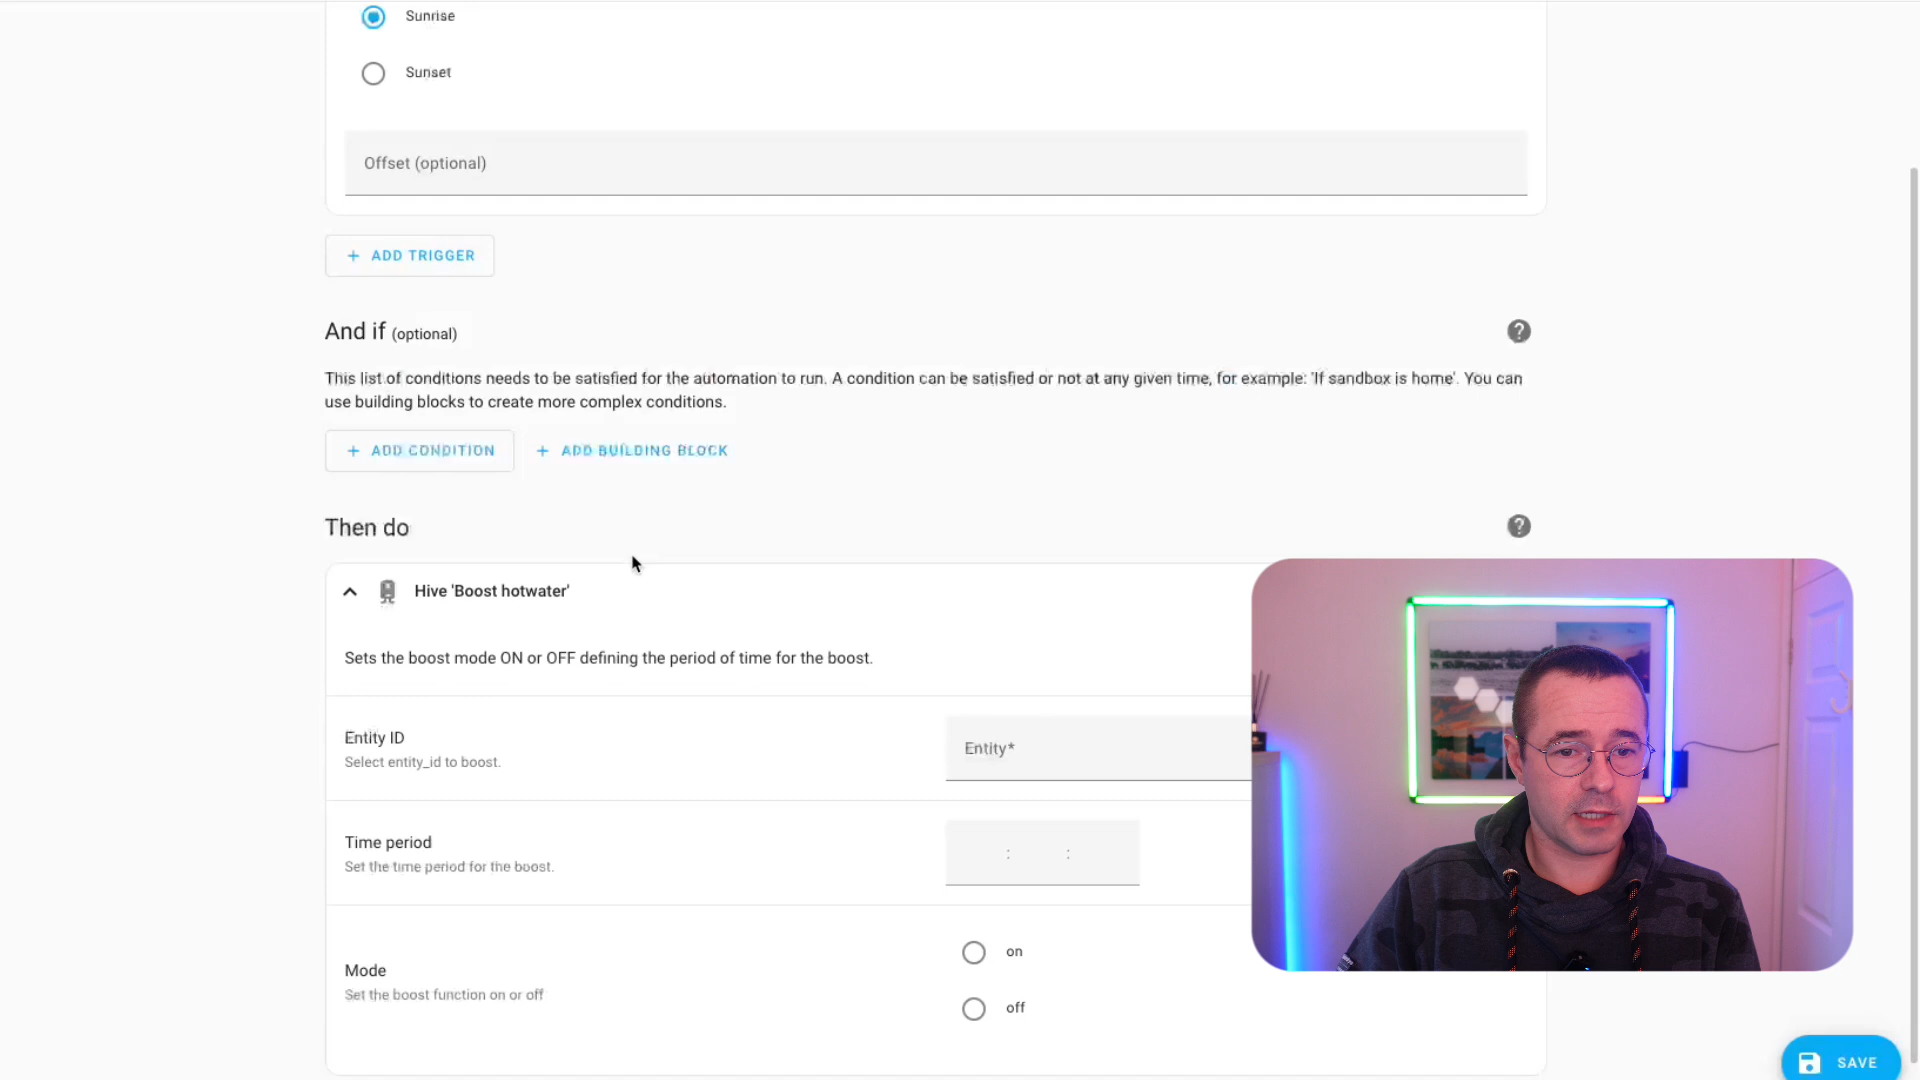 Sunrise
Sunset
Offset (optional)
+ ADD TRIGGER
And if (optional)
This list of conditions needs to be satisfied for the automation to run. A condition can be satisfied or not at any given time, for example: 'If sandbox is home'. You can
use building blocks to create more complex conditions.
+ ADD CONDITION + ADD BUILDING BLOCK
Then do
Hive 'Boost hotwater'
Sets the boost mode ON or OFF defining the period of time for the boost.
Entity ID
Select entity_id to boost.
Entity*
Time period
Set the time period for the boost.
: :
on
Mode
Set the boost function on or off
off
SAVE